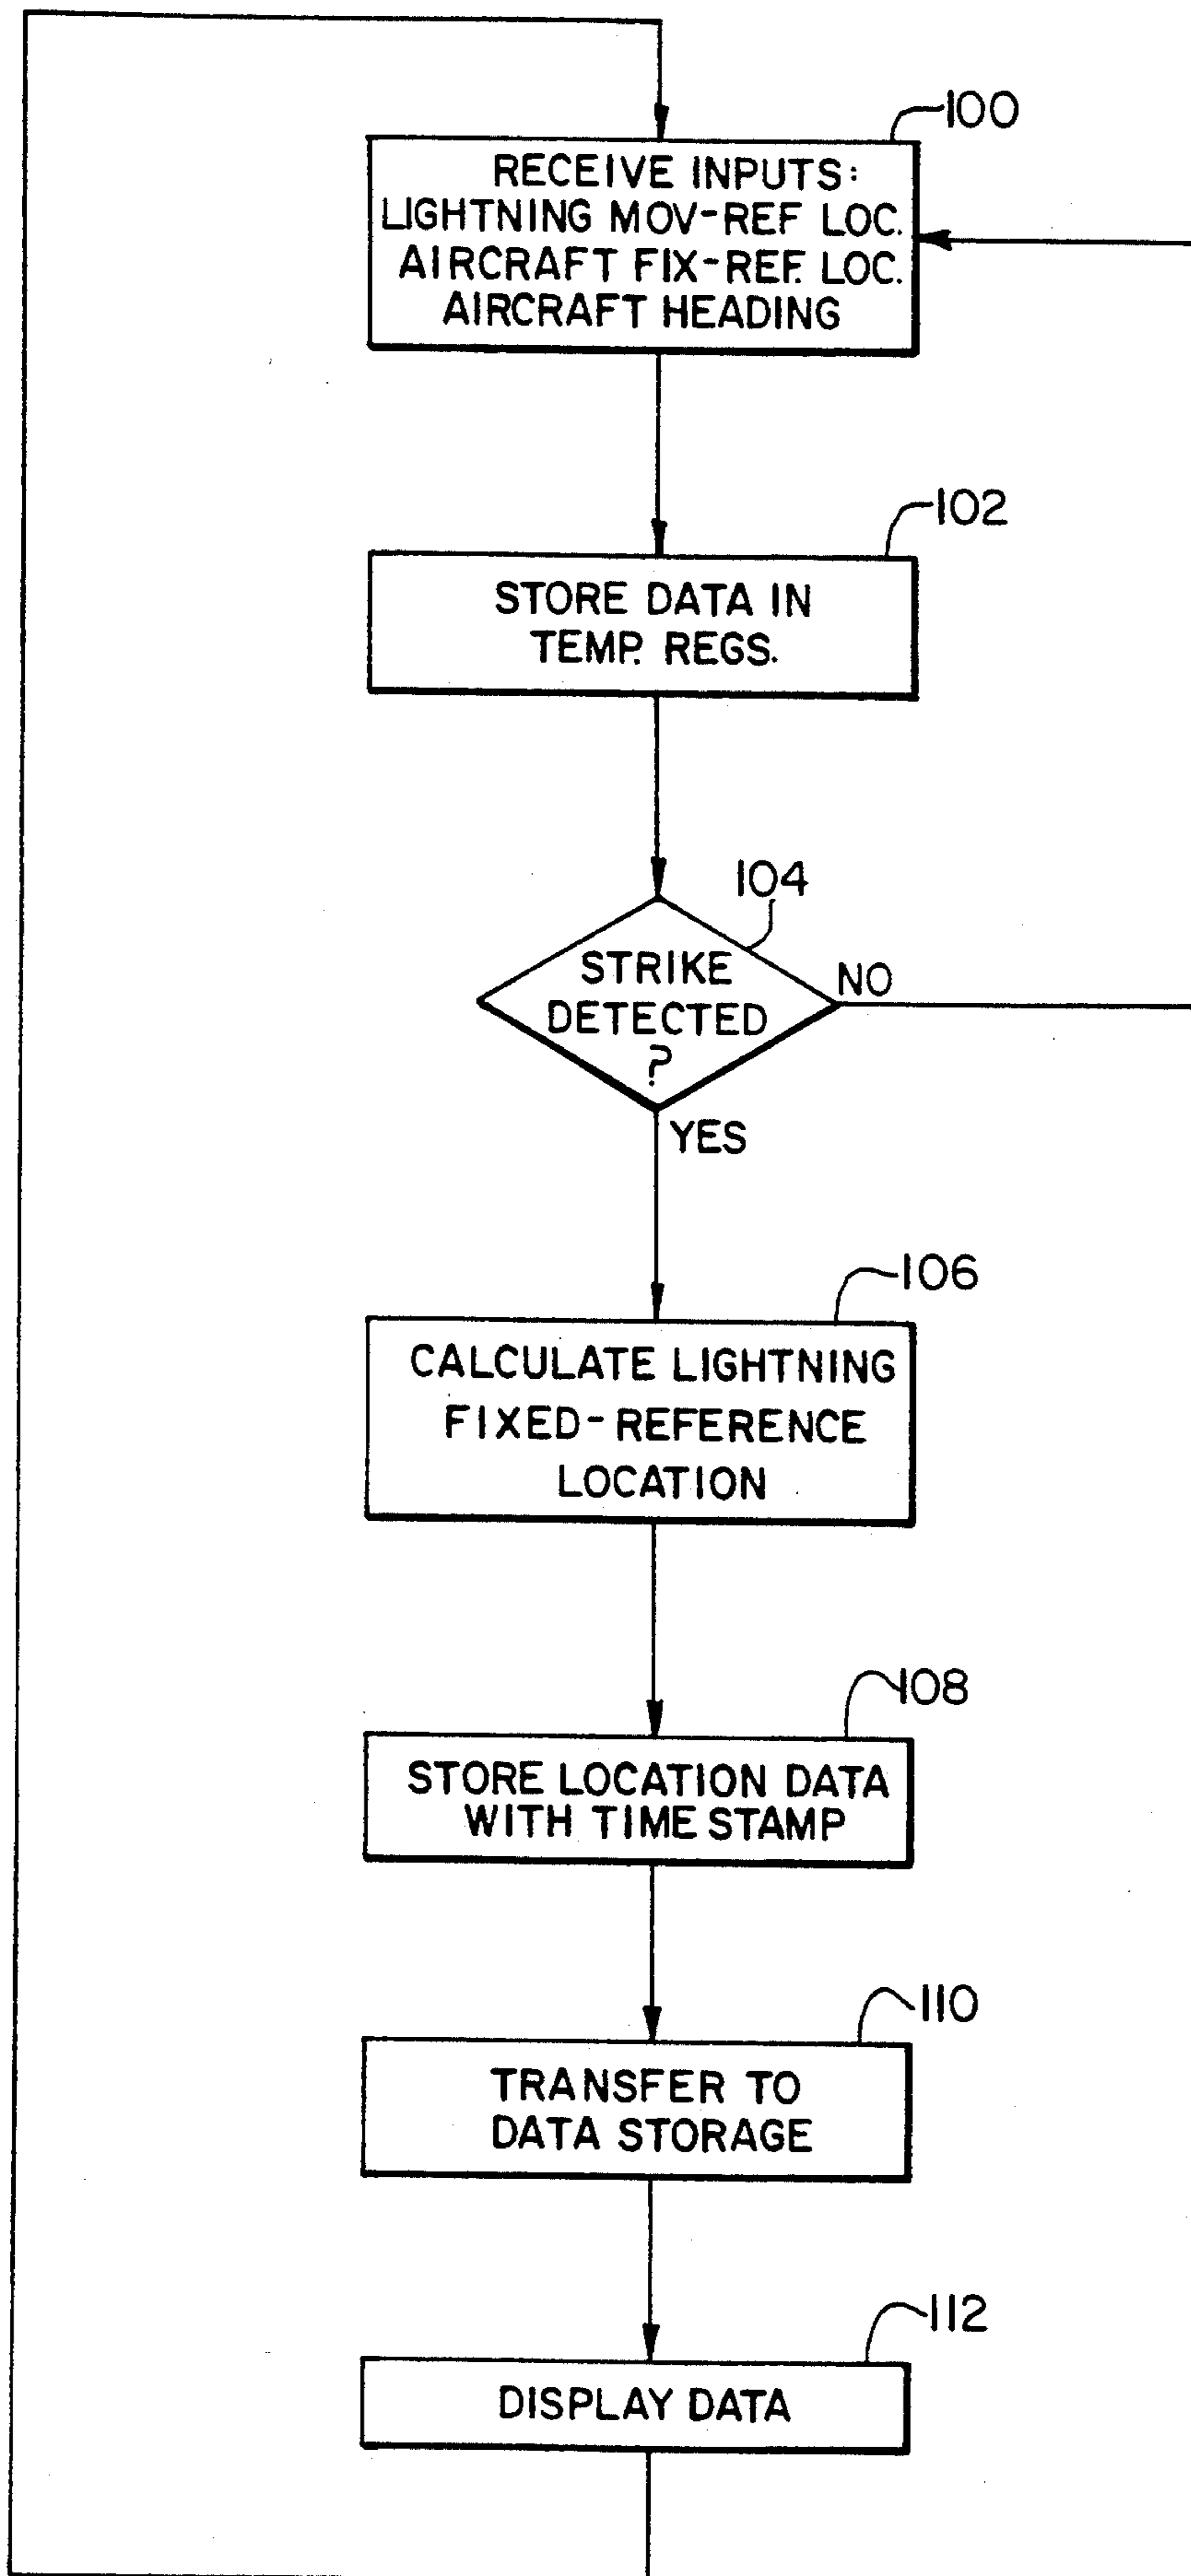 100
RECEIVE INPUTS:
LIGHTNING MOV-REF LOC.
AIRCRAFT FIX-REF. LOC.
AIRCRAFT HEADING
102
STORE DATA IN
TEMP. REGS.
104
STRIKE
DETECTED
?
NO
YES
106
CALCULATE LIGHTNING
FIXED-REFERENCE
LOCATION
108
STORE LOCATION DATA
WITH TIME STAMP
110
TRANSFER TO
DATA STORAGE
112
DISPLAY DATA